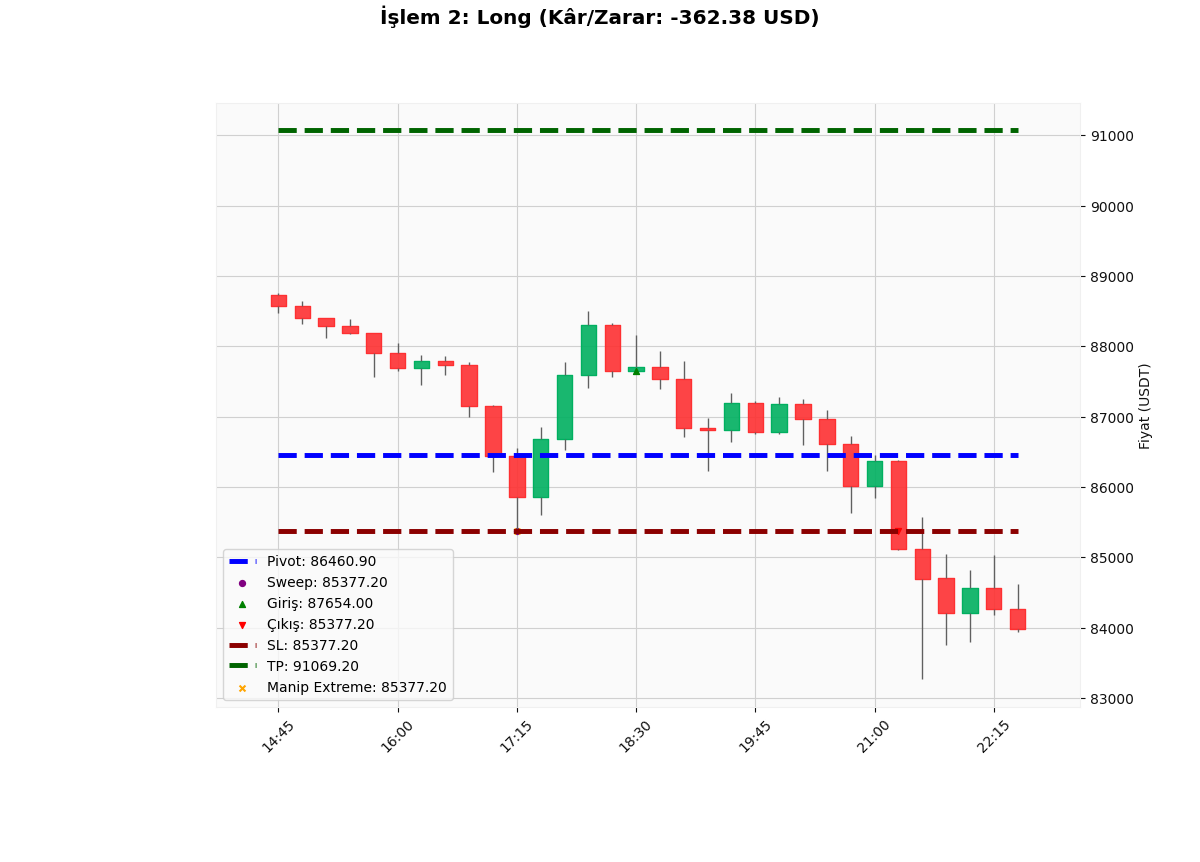 İşlem 2: Long (Kâr/Zarar: -362.38 USD)
91000
90000
89000
88000
87000
86000
85000
84000
83000
Fiyat (USDT)
Pivot: 86460.90
Sweep: 85377.20
Giriş: 87654.00
Çıkış: 85377.20
SL: 85377.20
TP: 91069.20
Manip Extreme: 85377.20
14:45
16:00
17:15
18:30
19:45
21:00
22:15